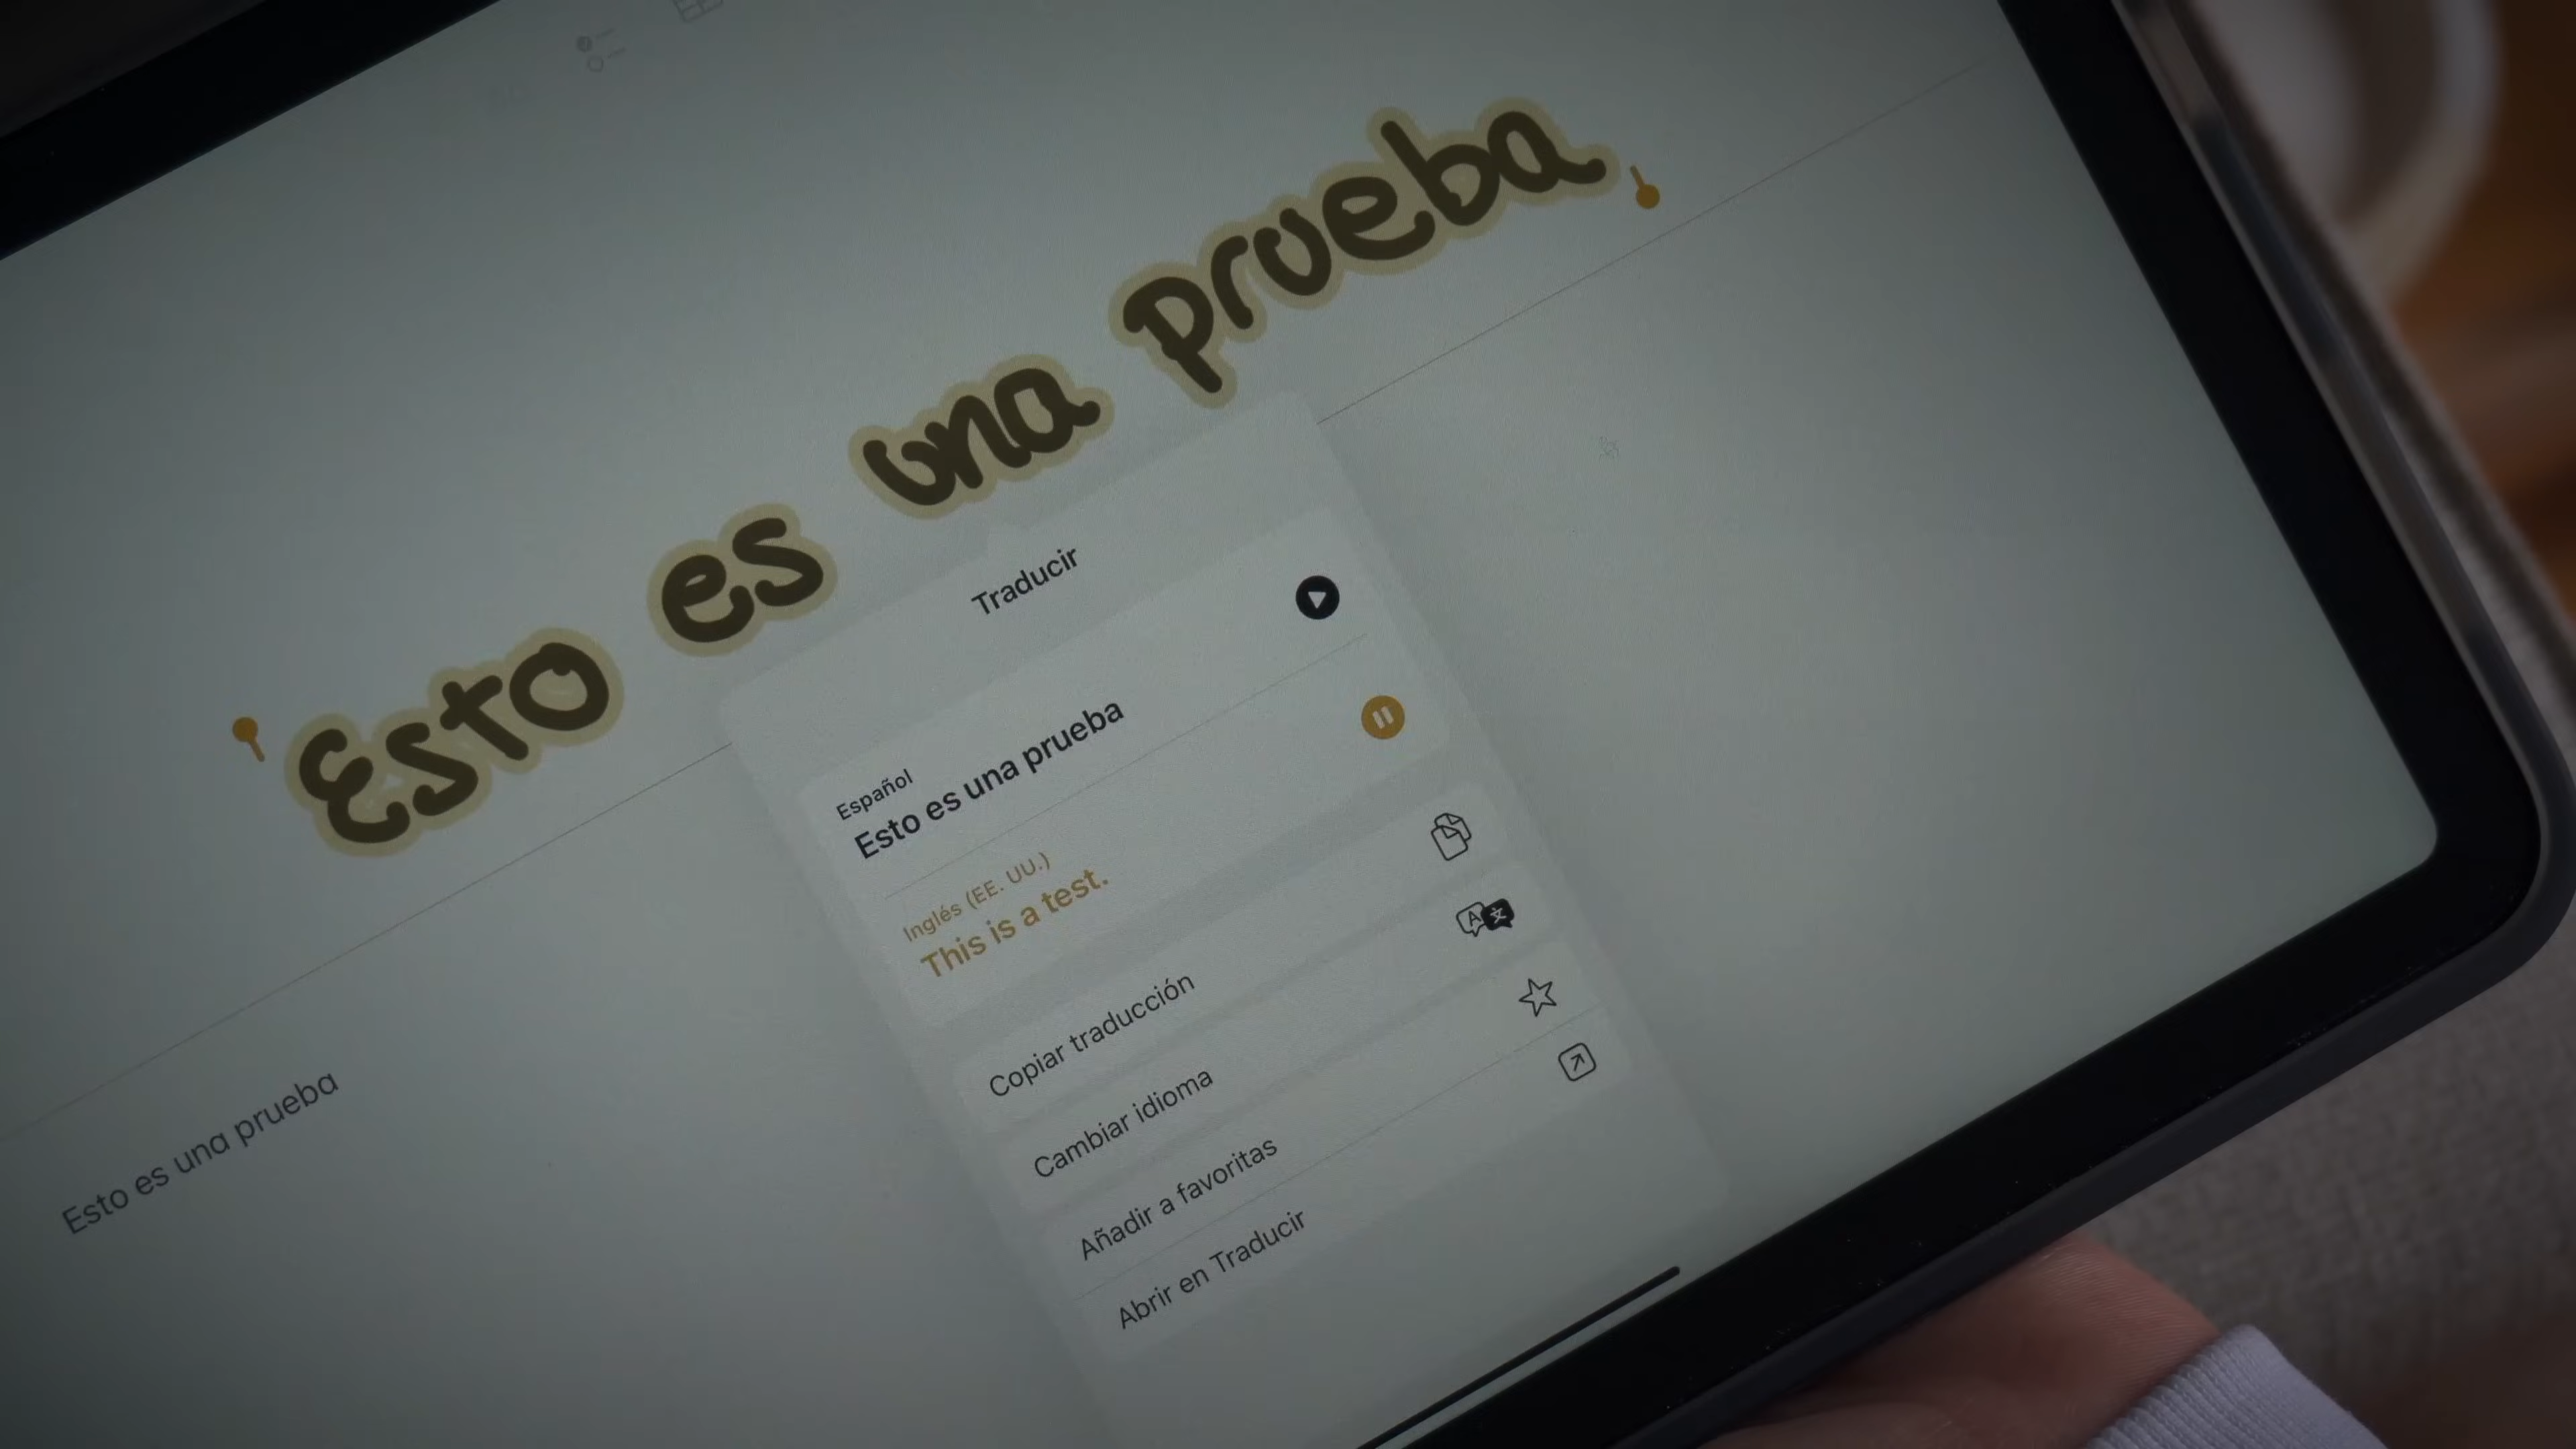 Esto es una prueba
Traducir
Español
Esto es una prueba
Inglés (EE. UU.)
This is a test.
Copiar traducción
Cambiar idioma
Añadir a favoritas
Abrir en Traducir
Esto es una prueba